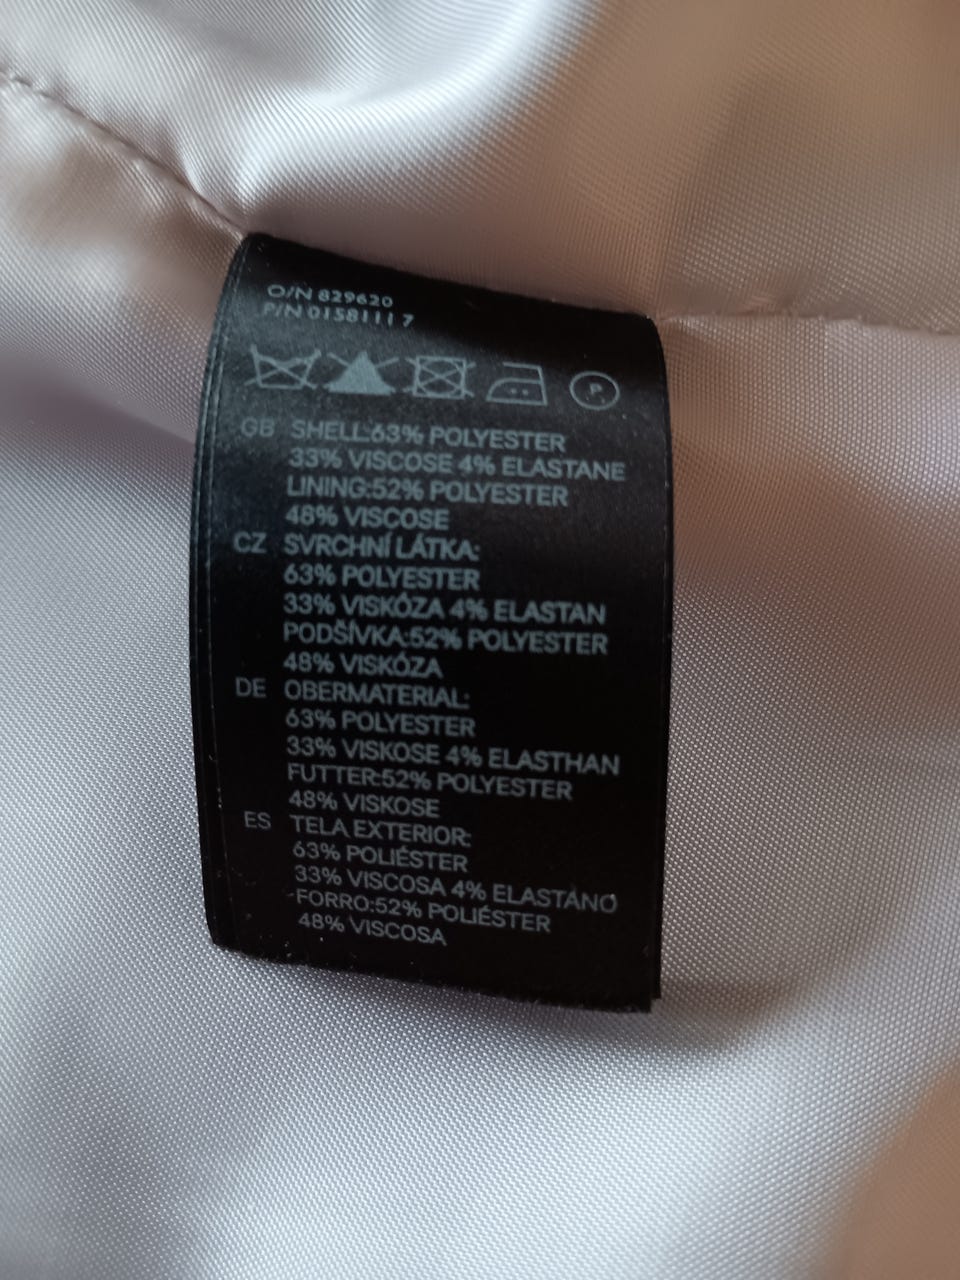 O/N 829620
P/N 01581117
P
GB SHELL:63% POLYESTER
33% VISCOSE 4% ELASTANE
LINING:52% POLYESTER
48% VISCOSE
CZ SVRCHNÍ LÁTKA:
63% POLYESTER
33% VISKÓZA 4% ELASTAN
PODŠÍVKA:52% POLYESTER
48% VISKÓZA
DE OBERMATERIAL:
63% POLYESTER
33% VISKOSE 4% ELASTHAN
FUTTER:52% POLYESTER
48% VISKOSE
ES TELA EXTERIOR:
63% POLIÉSTER
33% VISCOSA 4% ELASTANO
-FORRO:52% POLIÉSTER
48% VISCOSA